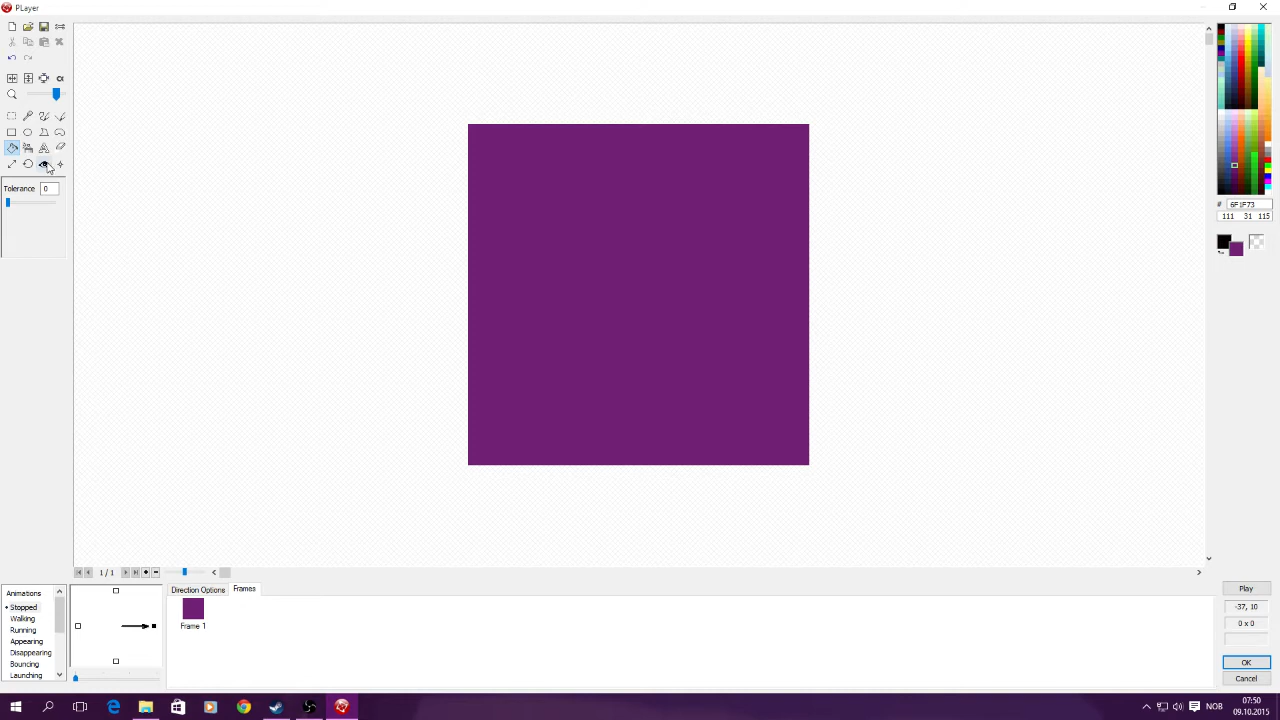 PLayer
Tolerance 0
# 6F1F73
111 31 115
1 / 1
Direction Options Frames
Animations
Stopped
Walking
Running
Appearing
Disappearing
Bouncing
Launching
Frame 1
Play
-37, 10
0 x 0
OK
Cancel
NOB
07:50
09.10.2015